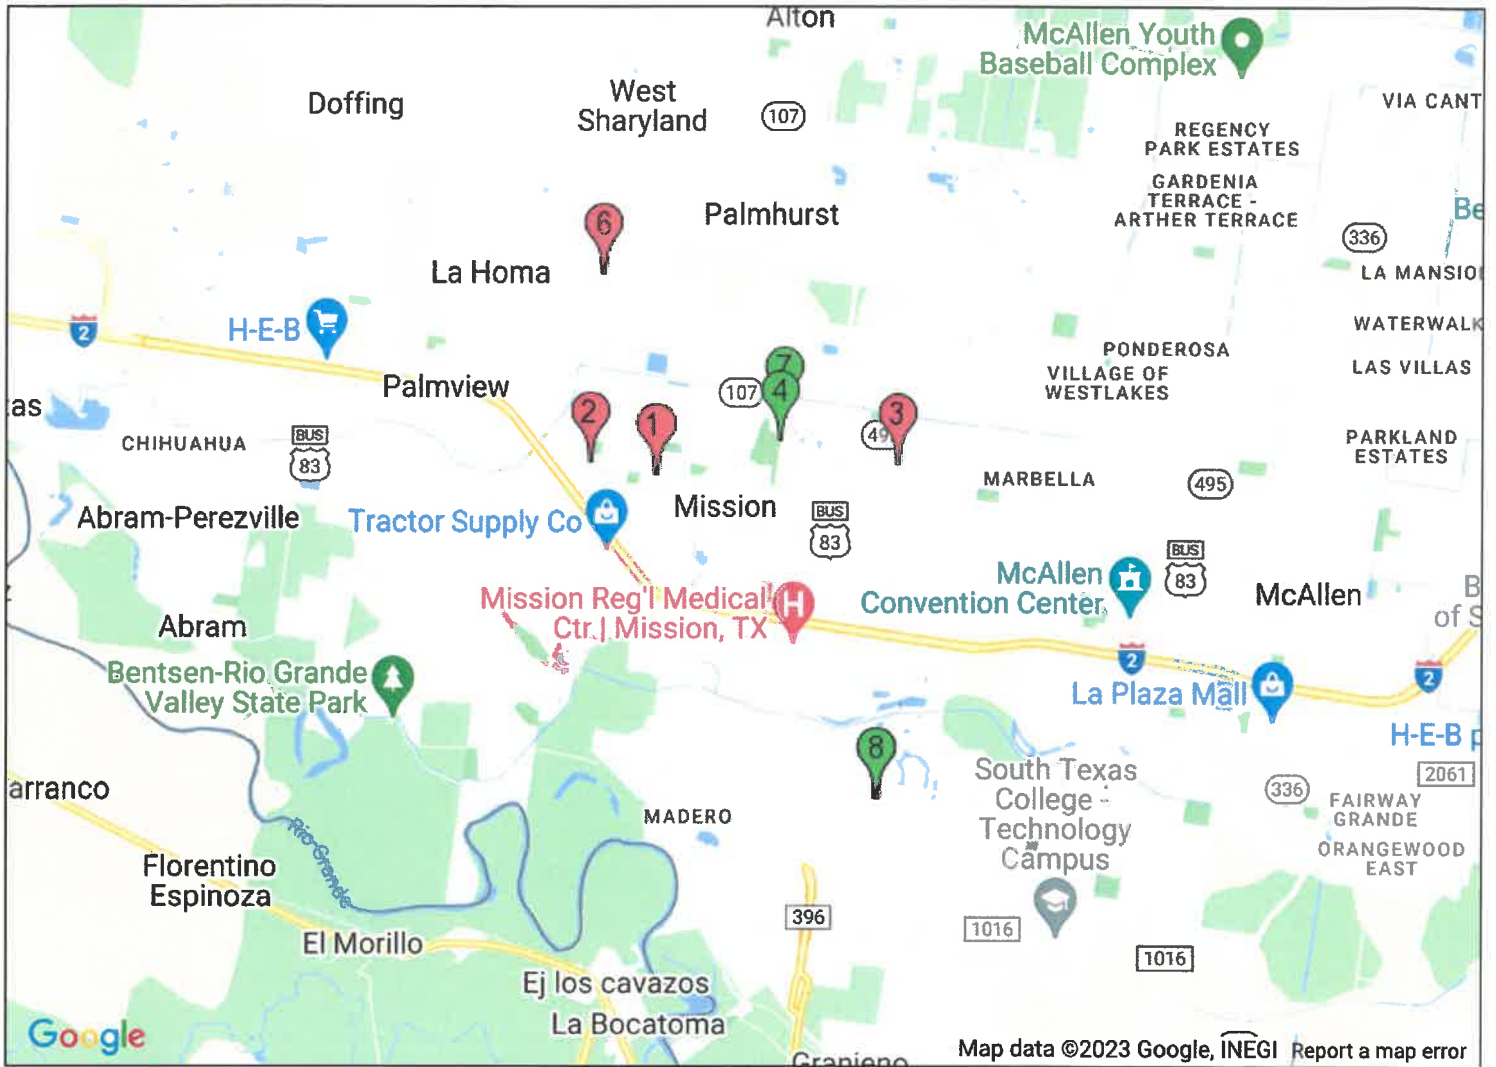 Alton
McAllen Youth
Baseball Complex
Doffing
West
Sharyland
107
VIA CANT
REGENCY
PARK ESTATES
GARDENIA
TERRACE -
ARTHER TERRACE
6
Palmhurst
Be
336
La Homa
LA MANSIO
2
H-E-B
WATERWALK
PONDEROSA
LAS VILLAS
7
VILLAGE OF
WESTLAKES
Palmview
107
4
2
1
3
49
as
CHIHUAHUA
BUS
83
PARKLAND
ESTATES
MARBELLA
495
Abram-Perezville
Tractor Supply Co
Mission
BUS
83
BUS
83
McAllen
Convention Center
McAllen
B
of S
Mission Reg'l Medical
Ctr.| Mission, TX
H
Abram
2
2
Bentsen-Rio Grande
Valley State Park
La Plaza Mall
H-E-B p
8
South Texas
College -
Technology
Campus
2061
336
arranco
FAIRWAY
GRANDE
MADERO
Rio Grande
ORANGEWOOD
EAST
Florentino
Espinoza
396
1016
El Morillo
1016
Ej los cavazos
La Bocatoma
Google
Map data ©2023 Google, INEGI Report a map error
Granjeno